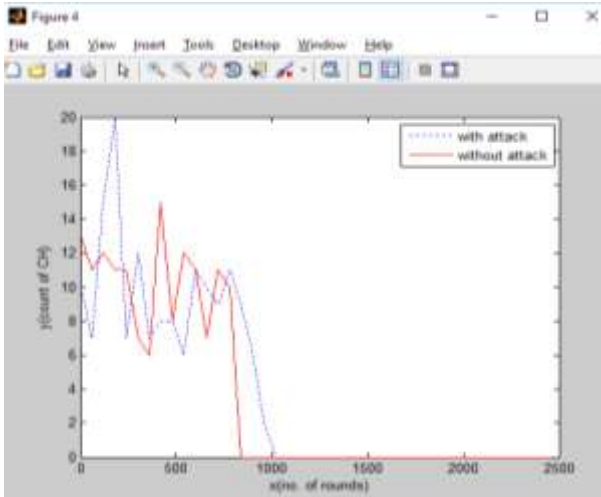 Figure 4
File Edit View Insert Tools Desktop Window Help
20
18
16
14
12
10
8
6
4
2
0
y(count of CH)
with attack
without attack
0 500 1000 1500 2000 2500
x(no. of rounds)